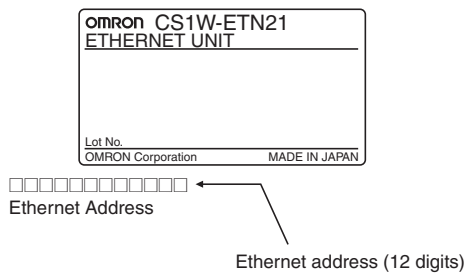 OMRON CS1W-ETN21
ETHERNET UNIT
Lot No.
OMRON Corporation MADE IN JAPAN
□□□□□□□□□□□□
Ethernet Address
Ethernet address (12 digits)